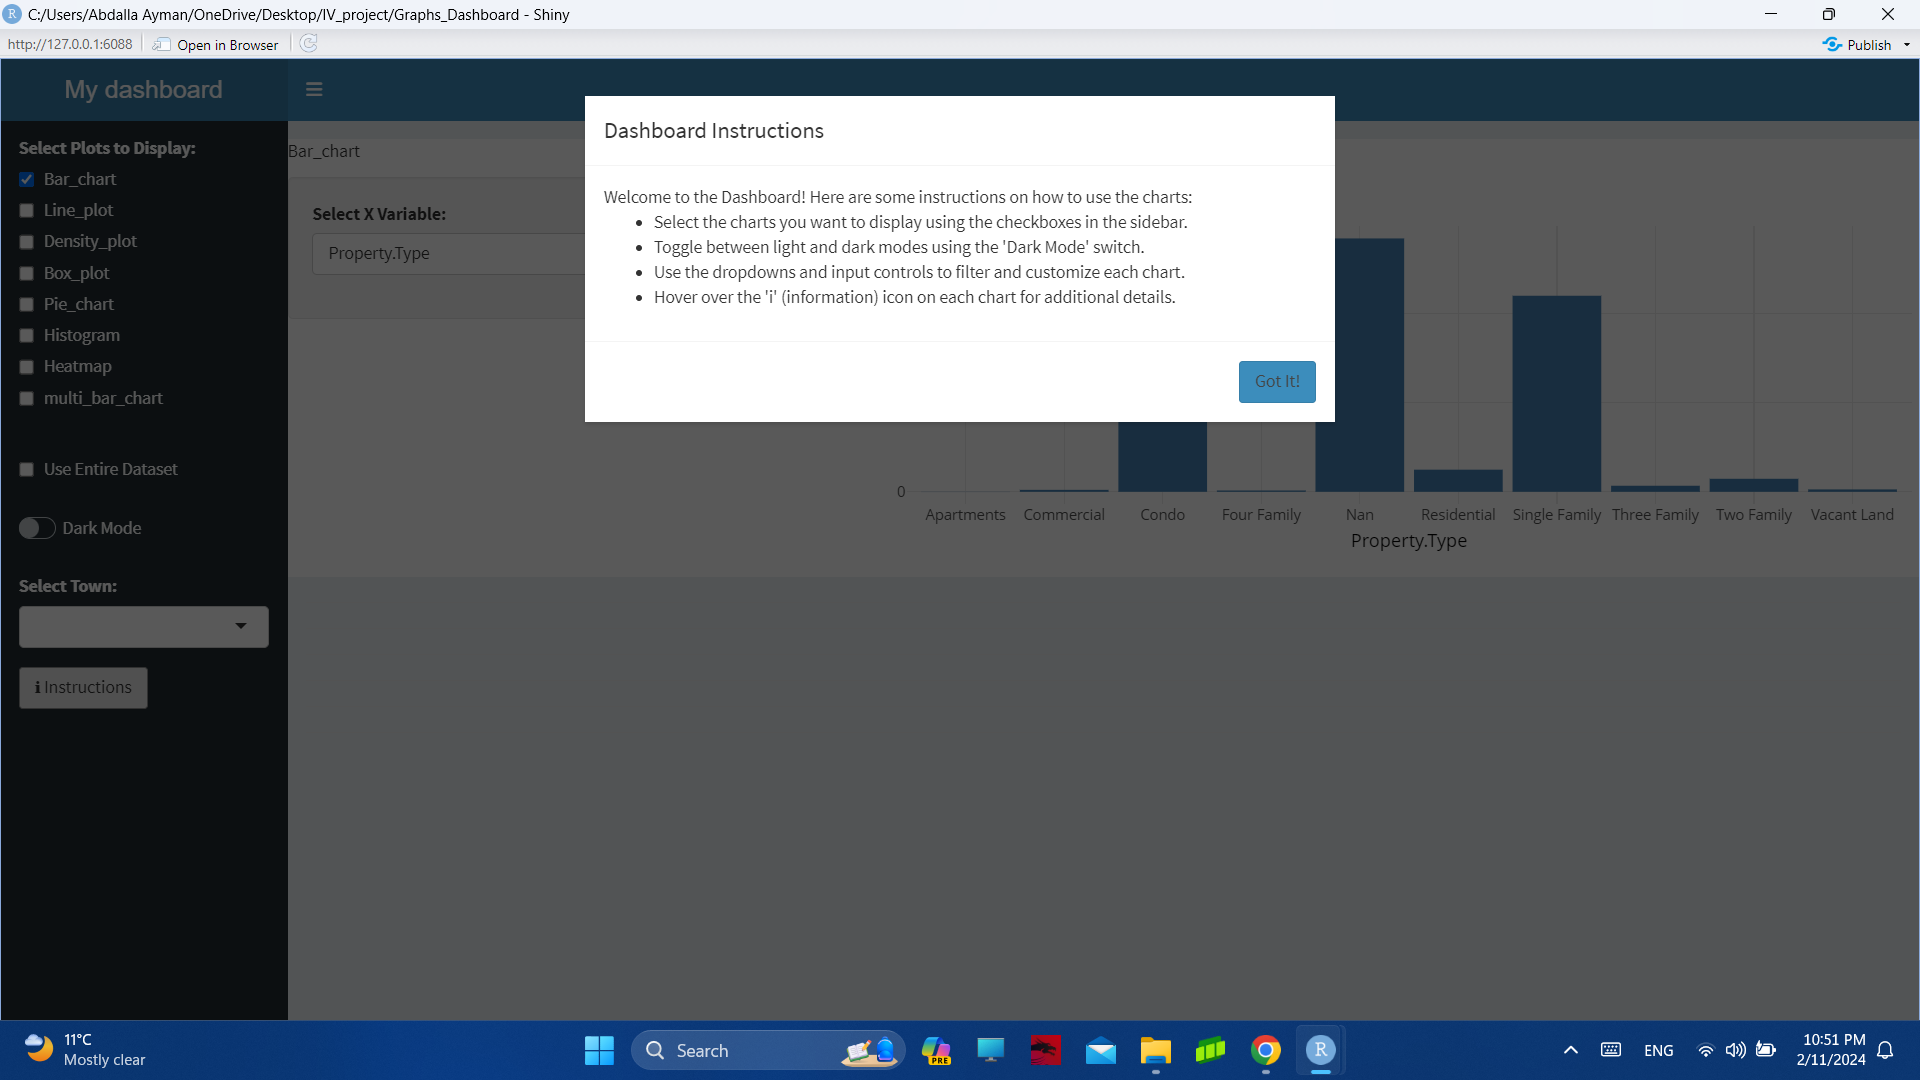 C:/Users/Abdalla Ayman/OneDrive/Desktop/IV_project/Graphs_Dashboard - Shiny
http://127.0.0.1:6088
Open in Browser
Publish
My dashboard
Select Plots to Display:
Bar_chart
Line_plot
Density_plot
Box_plot
Pie_chart
Histogram
Heatmap
multi_bar_chart
Use Entire Dataset
Dark Mode
Select Town:
i Instructions
Bar_chart
Select X Variable:
Property.Type
Dashboard Instructions
Welcome to the Dashboard! Here are some instructions on how to use the charts:
• Select the charts you want to display using the checkboxes in the sidebar.
• Toggle between light and dark modes using the 'Dark Mode' switch.
• Use the dropdowns and input controls to filter and customize each chart.
• Hover over the 'i' (information) icon on each chart for additional details.
Got It!
0
Apartments Commercial Condo Four Family Nan Residential Single Family Three Family Two Family Vacant Land
Property.Type
11°C
Mostly clear
Search
PRE
R
ENG
10:51 PM
2/11/2024